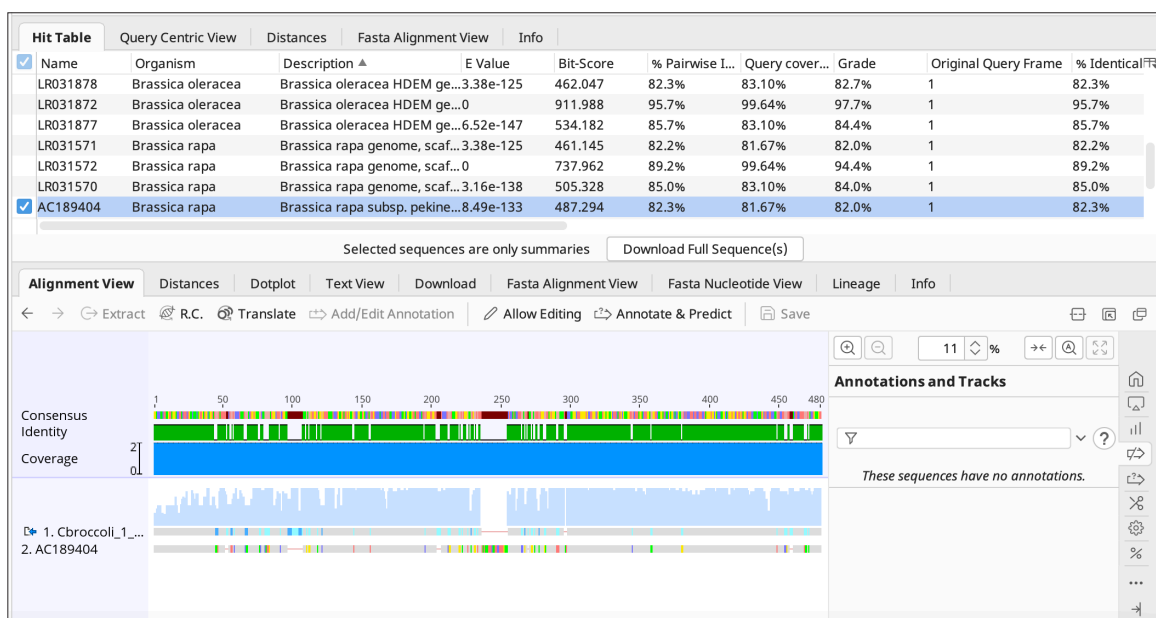 Hit Table Query Centric View Distances Fasta Alignment View Info
Name Organism Description E Value Bit-Score % Pairwise I... Query cover... Grade Original Query Frame % Identical
LR031878 Brassica oleracea Brassica oleracea HDEM ge...3.38e-125 462.047 82.3% 83.10% 82.7% 1 82.3%
LR031872 Brassica oleracea Brassica oleracea HDEM ge...0 911.988 95.7% 99.64% 97.7% 1 95.7%
LR031877 Brassica oleracea Brassica oleracea HDEM ge...6.52e-147 534.182 85.7% 83.10% 84.4% 1 85.7%
LR031571 Brassica rapa Brassica rapa genome, scaf...3.38e-125 461.145 82.2% 81.67% 82.0% 1 82.2%
LR031572 Brassica rapa Brassica rapa genome, scaf...0 737.962 89.2% 99.64% 94.4% 1 89.2%
LR031570 Brassica rapa Brassica rapa genome, scaf...3.16e-138 505.328 85.0% 83.10% 84.0% 1 85.0%
AC189404 Brassica rapa Brassica rapa subsp. pekine...8.49e-133 487.294 82.3% 81.67% 82.0% 1 82.3%
Selected sequences are only summaries Download Full Sequence(s)
Alignment View Distances Dotplot Text View Download Fasta Alignment View Fasta Nucleotide View Lineage Info
Extract R.C. Translate Add/Edit Annotation Allow Editing Annotate & Predict Save
11 %
Annotations and Tracks
1 50 100 150 200 250 300 350 400 450 480
Consensus
Identity
?
Coverage 2 0
These sequences have no annotations.
1. Cbroccoli_1_...
2. AC189404
%